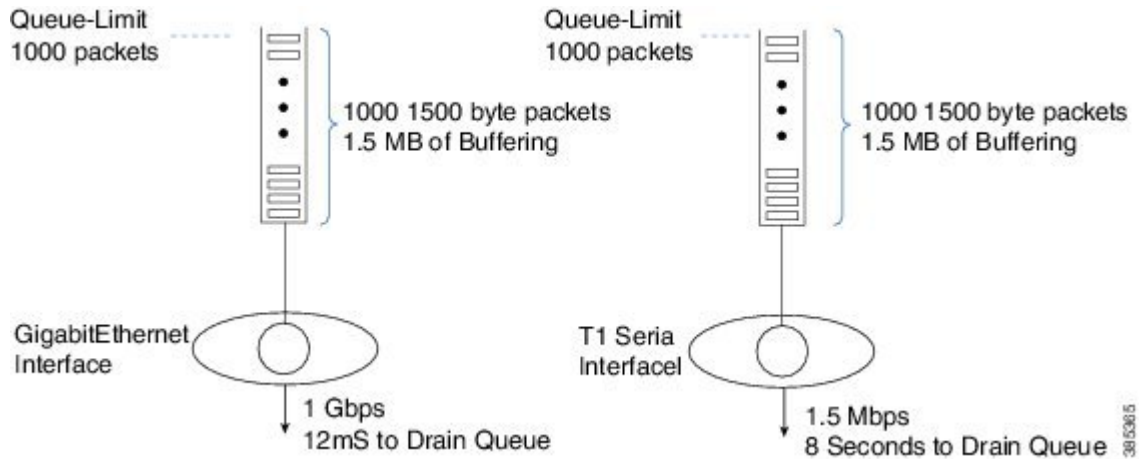 Queue-Limit
1000 packets
1000 1500 byte packets
1.5 MB of Buffering
GigabitEthernet
Interface
1 Gbps
12mS to Drain Queue
Queue-Limit
1000 packets
1000 1500 byte packets
1.5 MB of Buffering
T1 Seria
Interfacel
1.5 Mbps
8 Seconds to Drain Queue
385365